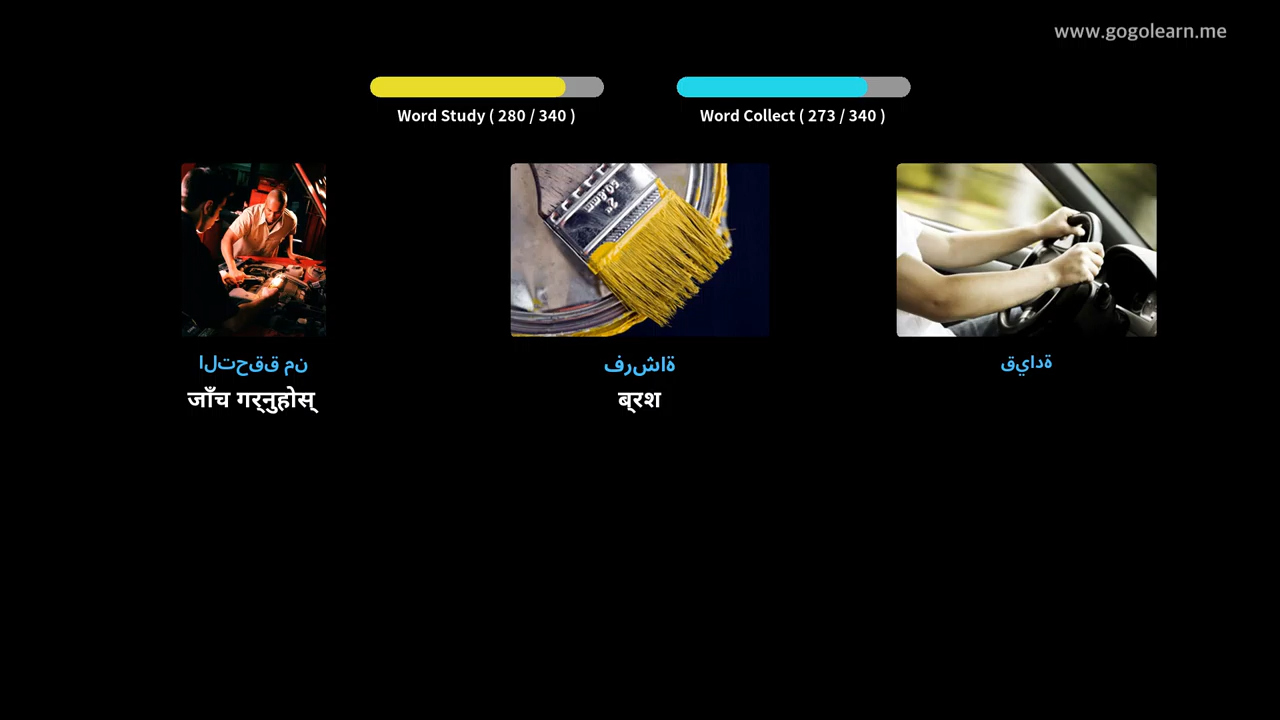 www.gogolearn.me
Word Study ( 280 / 340 )
Word Collect ( 273 / 340 )
التحقق من
فرشاة
قيادة
जाँच गर्नुहोस्
ब्रश